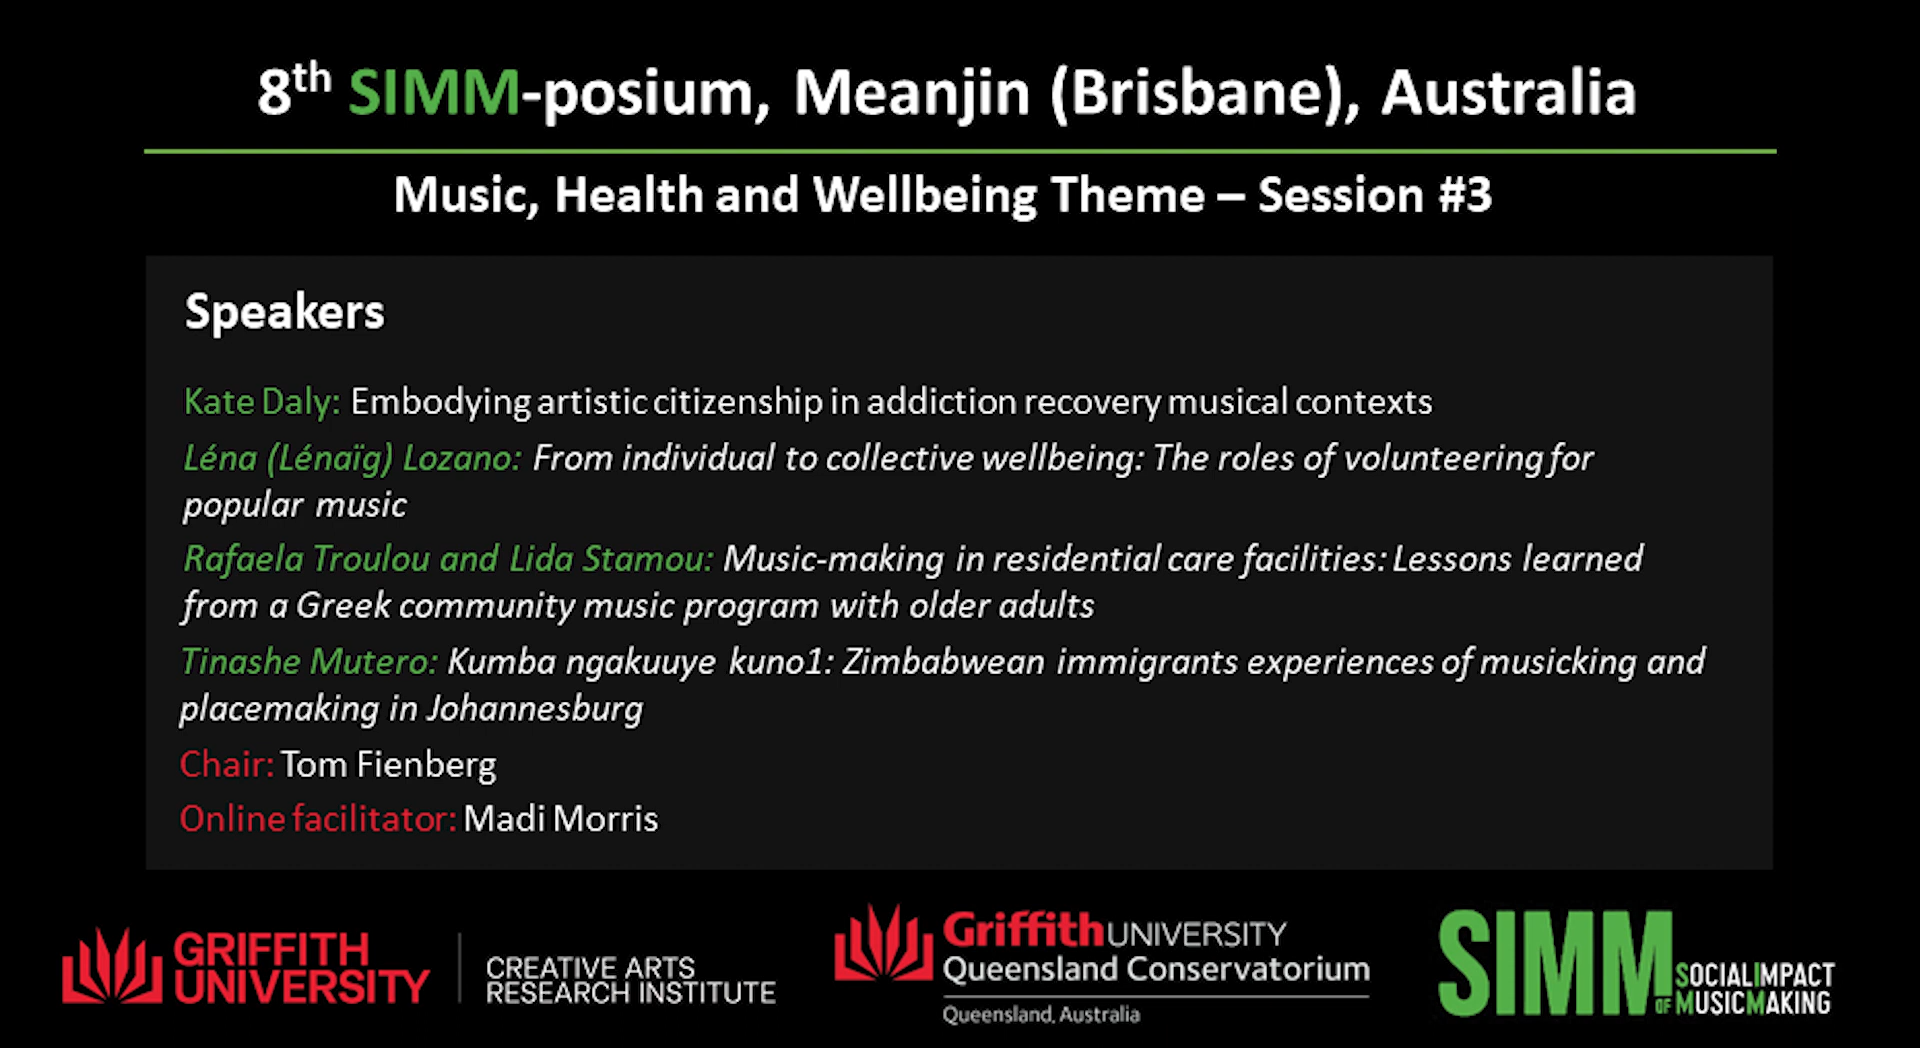 8th SIMM-posium, Meanjin (Brisbane), Australia
Music, Health and Wellbeing Theme – Session #3
Speakers
Kate Daly: Embodying artistic citizenship in addiction recovery musical contexts
Léna (Lénaïg) Lozano: From individual to collective wellbeing: The roles of volunteering for
popular music
Rafaela Troulou and Lida Stamou: Music-making in residential care facilities: Lessons learned
from a Greek community music program with older adults
Tinashe Mutero: Kumba ngakuuye kuno1: Zimbabwean immigrants experiences of musicking and
placemaking in Johannesburg
Chair: Tom Fienberg
Online facilitator: Madi Morris
GRIFFITH
UNIVERSITY
CREATIVE ARTS
RESEARCH INSTITUTE
Griffith UNIVERSITY
Queensland Conservatorium
Queensland, Australia
SIMM
SOCIAL IMPACT
OF MUSIC MAKING